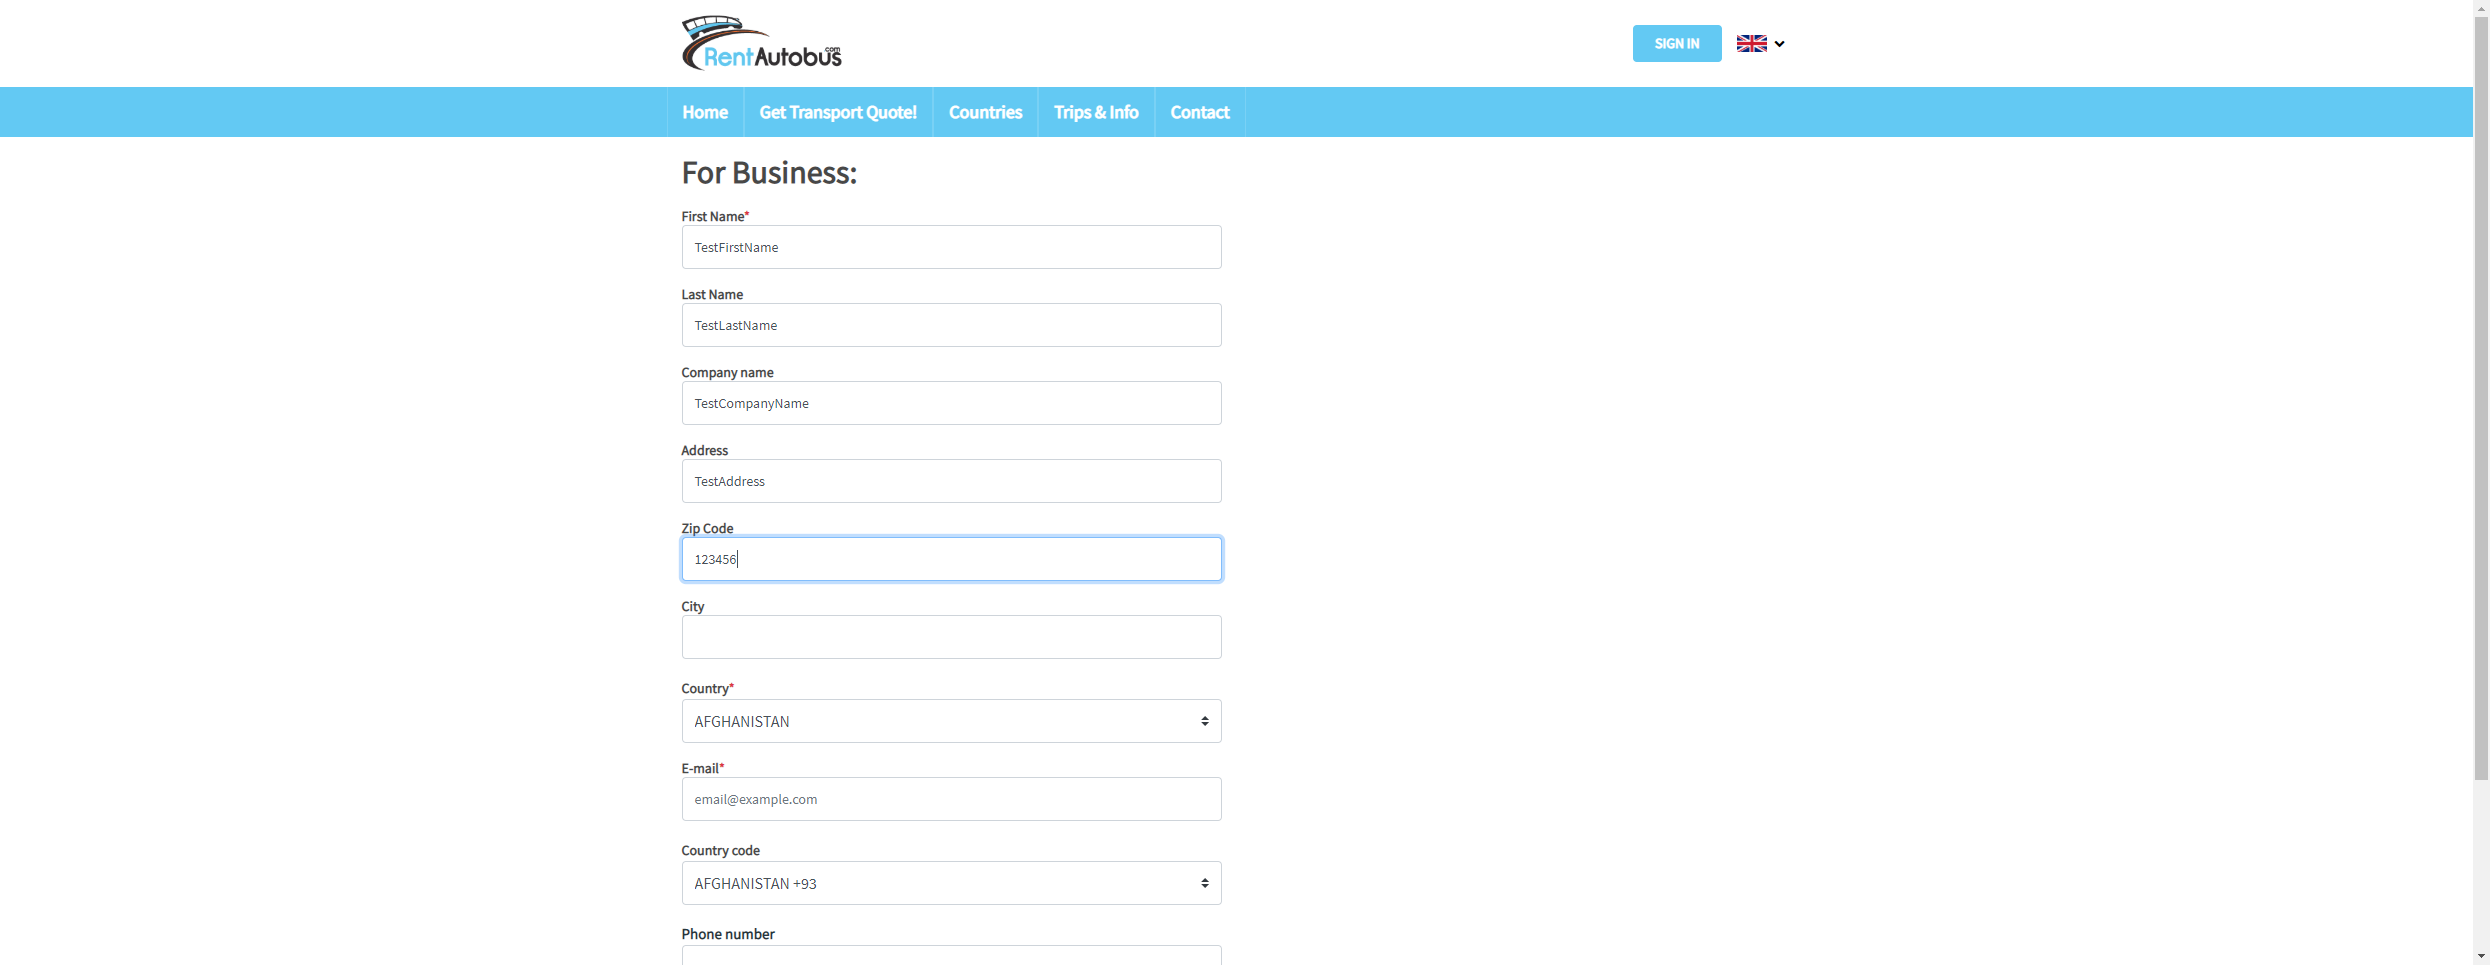 RentAutobus.com
SIGN IN
Home Get Transport Quote! Countries Trips & Info Contact
For Business:
First Name*
TestFirstName
Last Name
TestLastName
Company name
TestCompanyName
Address
TestAddress
Zip Code
123456
City
Country*
AFGHANISTAN
E-mail*
email@example.com
Country code
AFGHANISTAN +93
Phone number